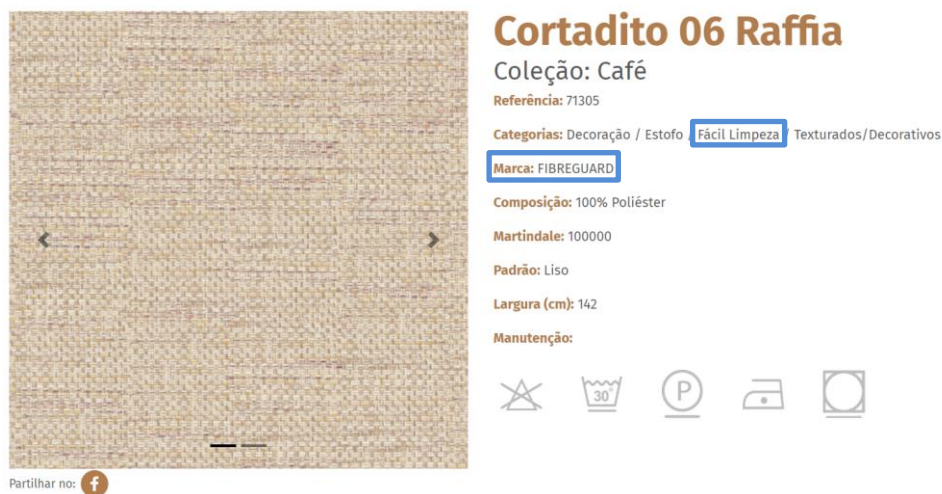 Cortadito 06 Raffia
Coleção: Café
Referência: 71305
Categorias: Decoração / Estofo / Fácil Limpeza / Texturados/Decorativos
Marca: FIBREGUARD
Composição: 100% Poliéster
Martindale: 100000
Padrão: Liso
Largura (cm): 142
Manutenção:
30°
P
Partilhar no: f